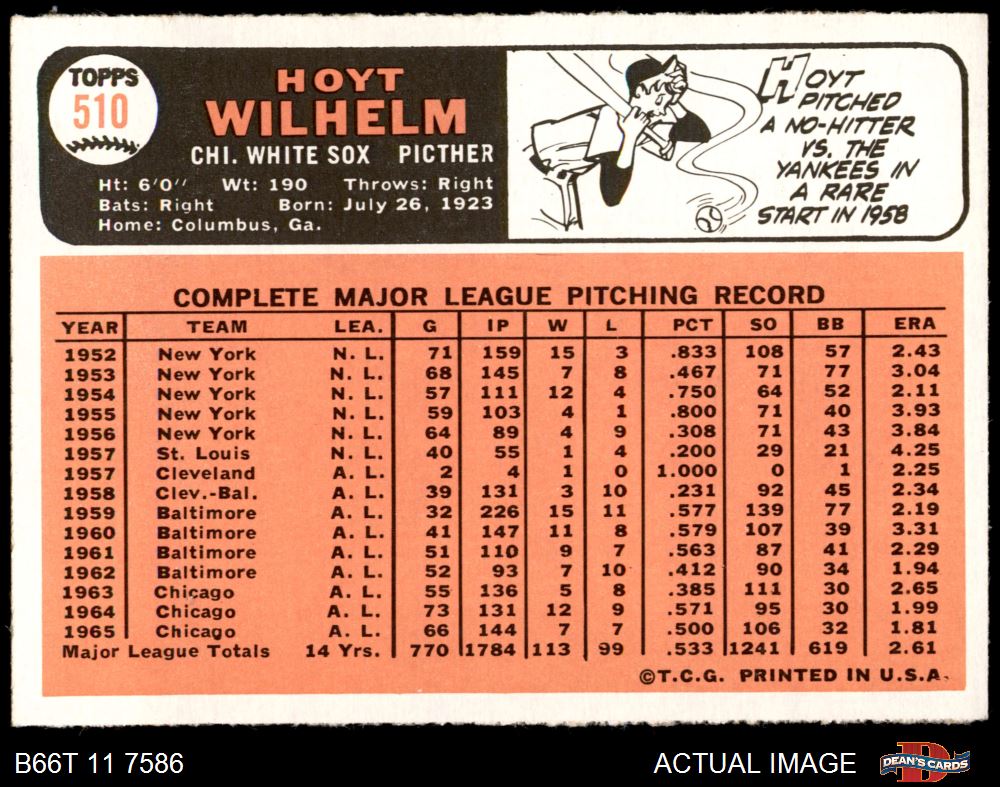 TOPPS
510
HOYT
WILHELM
CHI. WHITE SOX PICTHER
Ht: 6'0" Wt: 190 Throws: Right
Bats: Right Born: July 26, 1923
Home: Columbus, Ga.
HOYT
PITCHED
A NO-HITTER
VS. THE
YANKEES IN
A RARE
START IN 1958
COMPLETE MAJOR LEAGUE PITCHING RECORD
YEAR TEAM LEA. G IP W L PCT SO BB ERA
1952 New York N. L. 71 159 15 3 .833 108 57 2.43
1953 New York N. L. 68 145 7 8 .467 71 77 3.04
1954 New York N. L. 57 111 12 4 .750 64 52 2.11
1955 New York N. L. 59 103 4 1 .800 71 40 3.93
1956 New York N. L. 64 89 4 9 .308 71 43 3.84
1957 St. Louis N. L. 40 55 1 4 .200 29 21 4.25
1957 Cleveland A. L. 2 4 1 0 1.000 0 1 2.25
1958 Clev.-Bal. A. L. 39 131 3 10 .231 92 45 2.34
1959 Baltimore A. L. 32 226 15 11 .577 139 77 2.19
1960 Baltimore A. L. 41 147 11 8 .579 107 39 3.31
1961 Baltimore A. L. 51 110 9 7 .563 87 41 2.29
1962 Baltimore A. L. 52 93 7 10 .412 90 34 1.94
1963 Chicago A. L. 55 136 5 8 .385 111 30 2.65
1964 Chicago A. L. 73 131 12 9 .571 95 30 1.99
1965 Chicago A. L. 66 144 7 7 .500 106 32 1.81
Major League Totals 14 Yrs. 770 1784 113 99 .533 1241 619 2.61
©T.C.G. PRINTED IN U.S.A.
B66T 11 7586 ACTUAL IMAGE
D
DEAN'S CARDS